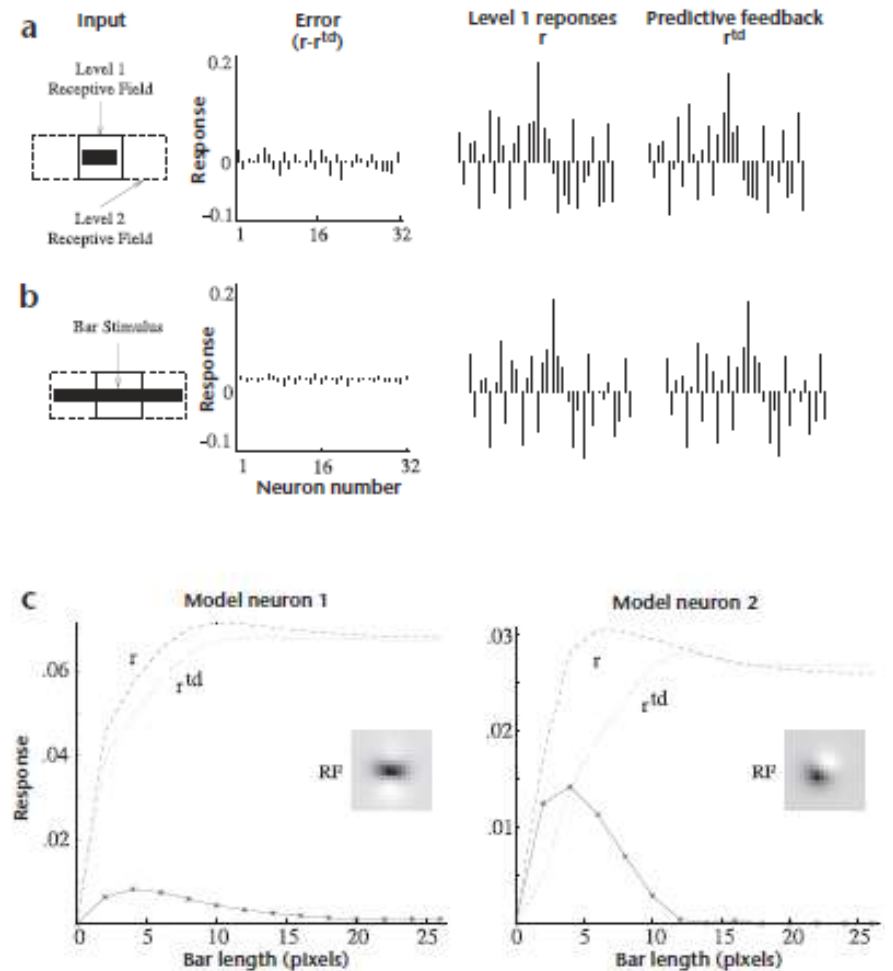 a
Input
Error
(r-r^td)
Level 1 reponses
r
Predictive feedback
r^td
Level 1
Receptive Field
Level 2
Receptive Field
Response
0.2
0
-0.1
1
16
32
b
Bar Stimulus
Response
0.2
0
-0.1
1
16
32
Neuron number
c
Model neuron 1
Response
.06
.04
.02
r
r^td
RF
0
5
10
15
20
25
Bar length (pixels)
Model neuron 2
.03
.02
.01
r
r^td
RF
0
5
10
15
20
25
Bar length (pixels)